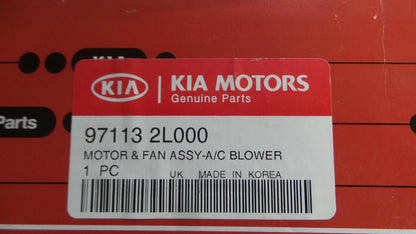 KIA
KIA MOTORS
Genuine Parts
Parts
97113 2L000
MOTOR & FAN ASSY-A/C BLOWER
1 PC UK MADE IN KOREA